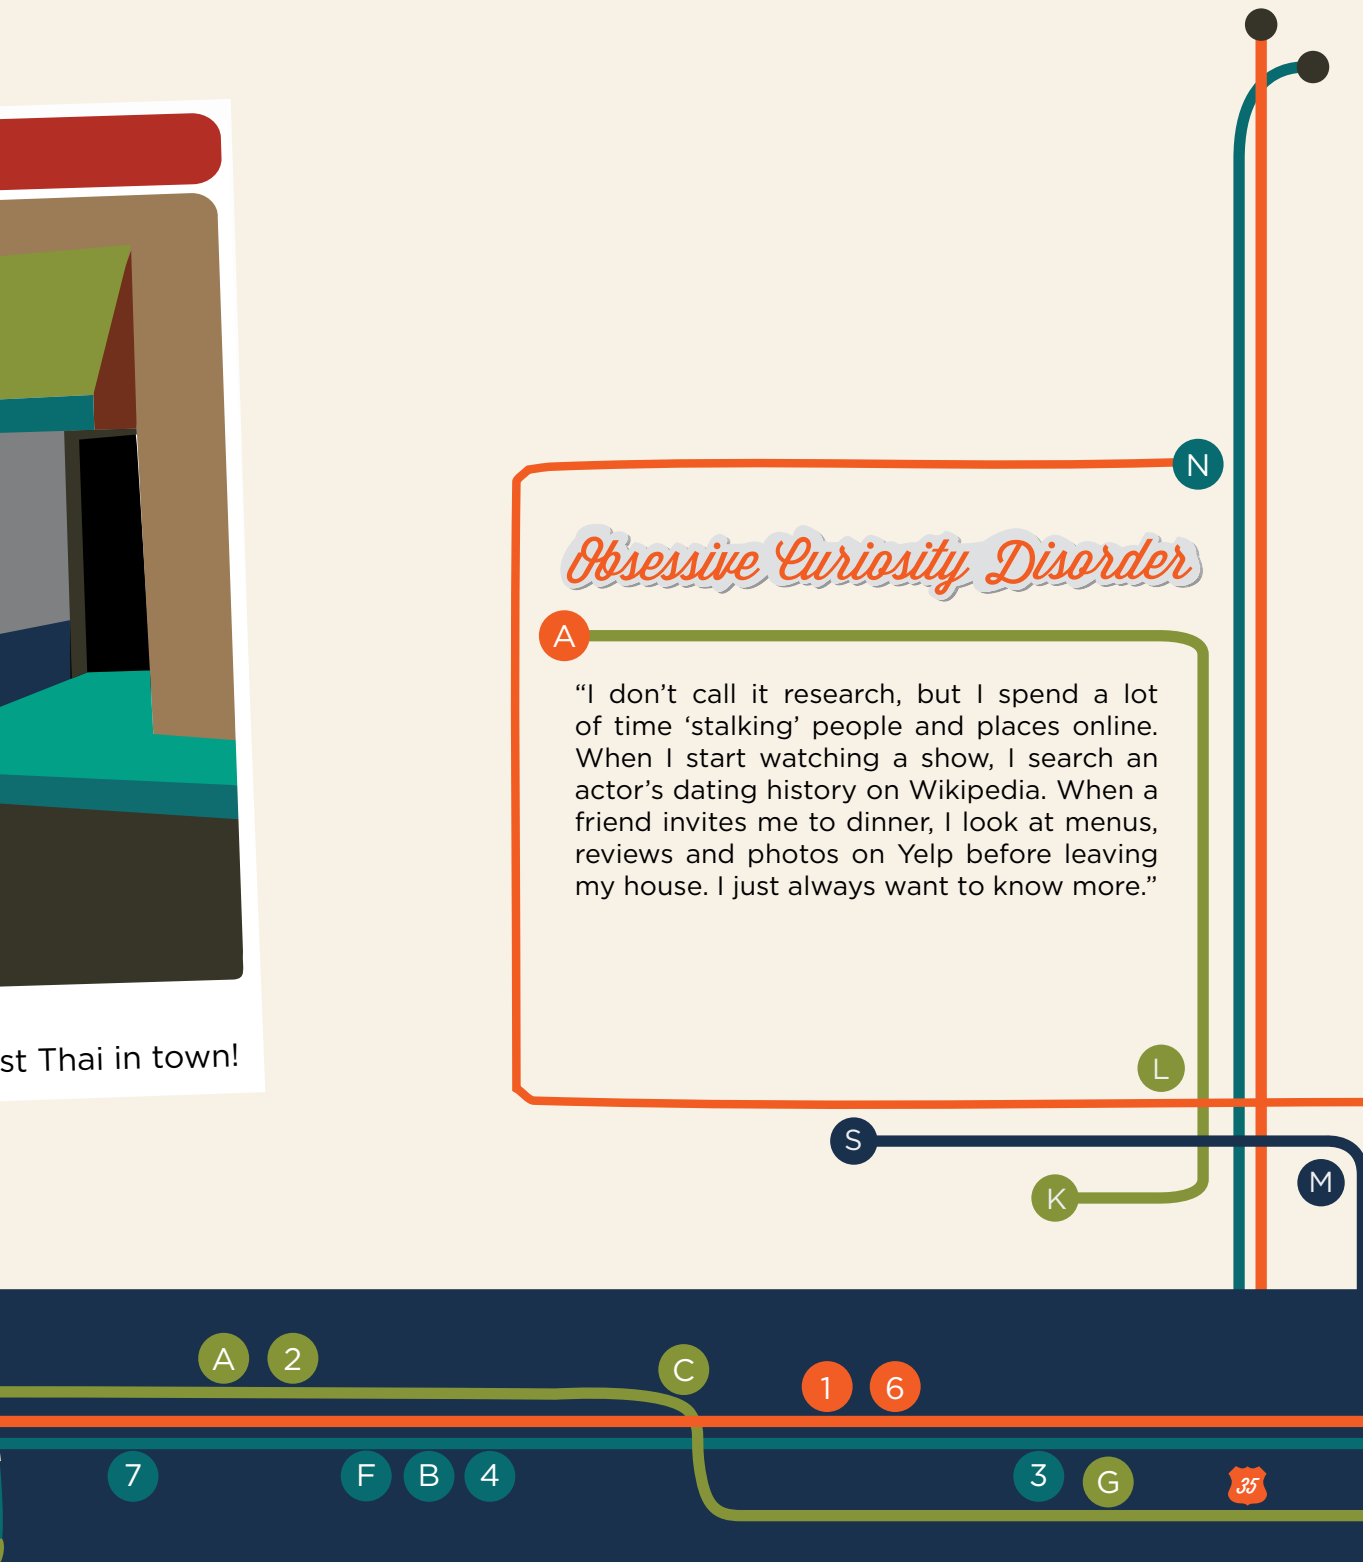 N
Obsessive Curiosity Disorder
A
“I don’t call it research, but I spend a lot
of time ‘stalking’ people and places online.
When I start watching a show, I search an
actor’s dating history on Wikipedia. When a
friend invites me to dinner, I look at menus,
reviews and photos on Yelp before leaving
my house. I just always want to know more.”
st Thai in town!
L
S
M
K
A 2
C
1 6
7
F B 4
3 G
35